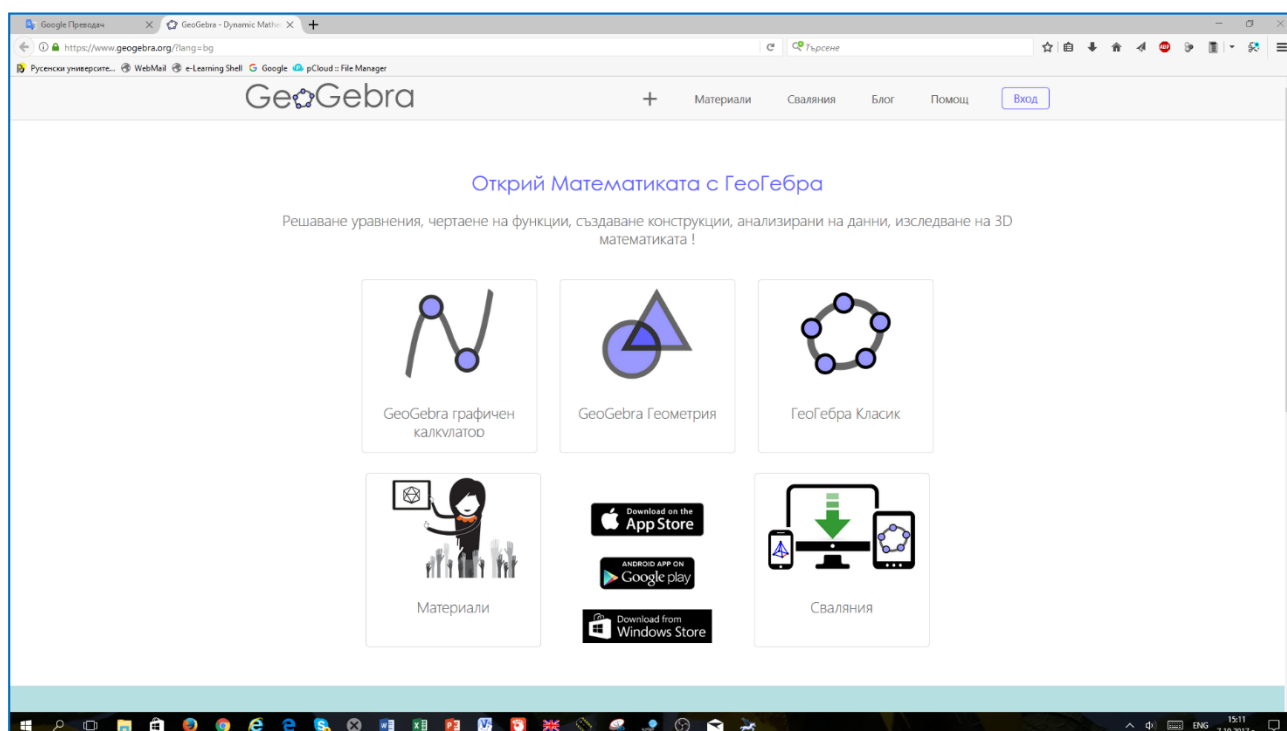 Google Преводач
GeoGebra - Dynamic Mathe
https://www.geogebra.org/?lang=bg
Търсене
Русенски университе...
WebMail
e-Learning Shell
Google
pCloud :: File Manager
GeoGebra
+ Материали Сваляния Блог Помощ Вход
Открий Математиката с ГеоГебра
Решаване уравнения, чертаене на функции, създаване конструкции, анализирани на данни, изследване на 3D
математиката !
GeoGebra графичен
калкулатор
GeoGebra Геометрия
ГеоГебра Класик
Материали
Download on the
App Store
ANDROID APP ON
Google play
Download from
Windows Store
Сваляния
ENG
15:11
7.10.2017 г.